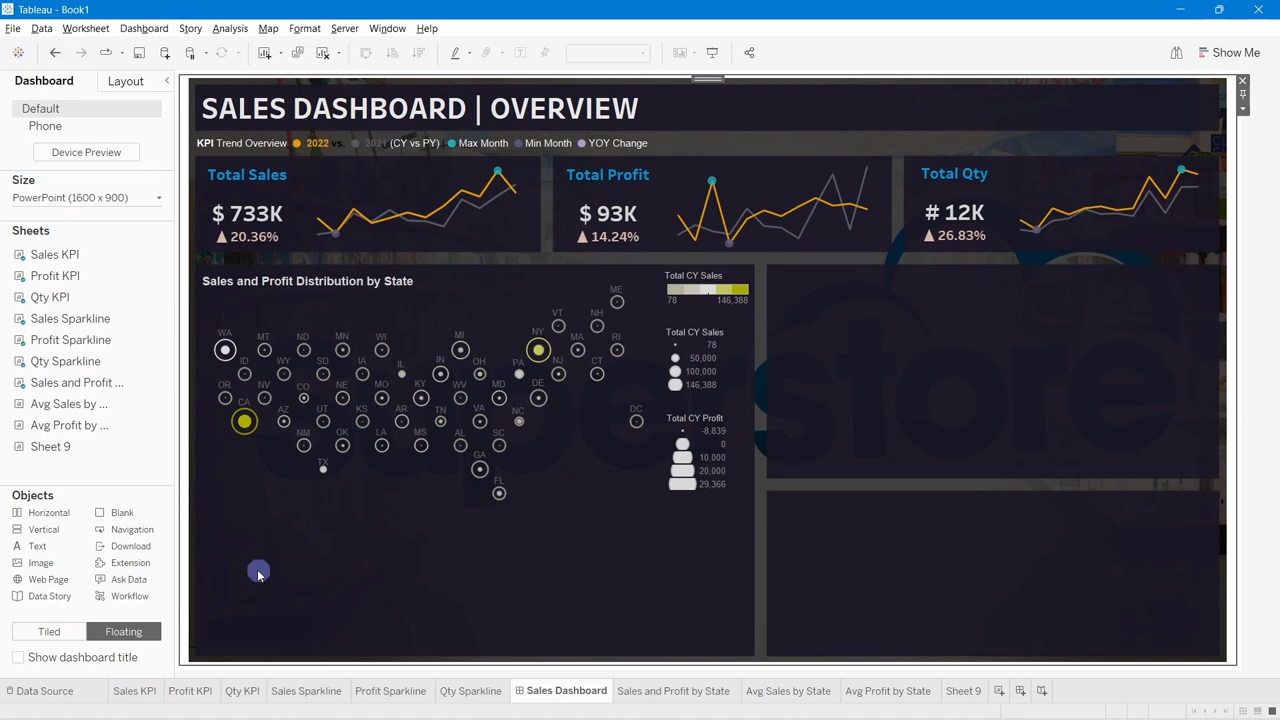 Tableau - Book1
File Data Worksheet Dashboard Story Analysis Map Format Server Window Help
Show Me
Dashboard Layout
Default
Phone
Device Preview
Size
PowerPoint (1600 x 900)
Sheets
Sales KPI
Profit KPI
Qty KPI
Sales Sparkline
Profit Sparkline
Qty Sparkline
Sales and Profit ...
Avg Sales by ...
Avg Profit by ...
Sheet 9
Objects
Horizontal Blank
Vertical Navigation
Text Download
Image Extension
Web Page Ask Data
Data Story Workflow
Tiled Floating
Show dashboard title
SALES DASHBOARD | OVERVIEW
KPI Trend Overview 2022 vs. 2021 (CY vs PY) Max Month Min Month YOY Change
Total Sales
$ 733K
▲ 20.36%
Total Profit
$ 93K
▲ 14.24%
Total Qty
# 12K
▲ 26.83%
Sales and Profit Distribution by State
ME
VT NH
WA MT ND MN WI MI NY MA RI
ID WY SD IA IL IN OH PA NJ CT
OR NV CO NE MO KY WV MD DE
CA AZ UT KS AR TN VA NC DC
NM OK LA MS AL SC
TX GA
FL
Total CY Sales
78 146,388
Total CY Sales
78
50,000
100,000
146,388
Total CY Profit
-8,839
0
10,000
20,000
29,366
superstore
Data Source Sales KPI Profit KPI Qty KPI Sales Sparkline Profit Sparkline Qty Sparkline Sales Dashboard Sales and Profit by State Avg Sales by State Avg Profit by State Sheet 9